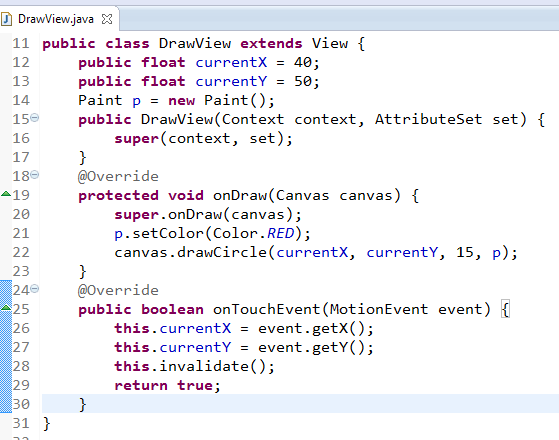 DrawView.java
11 public class DrawView extends View {
12     public float currentX = 40;
13     public float currentY = 50;
14     Paint p = new Paint();
15     public DrawView(Context context, AttributeSet set) {
16         super(context, set);
17     }
18     @Override
19     protected void onDraw(Canvas canvas) {
20         super.onDraw(canvas);
21         p.setColor(Color.RED);
22         canvas.drawCircle(currentX, currentY, 15, p);
23     }
24     @Override
25     public boolean onTouchEvent(MotionEvent event) {
26         this.currentX = event.getX();
27         this.currentY = event.getY();
28         this.invalidate();
29         return true;
30     }
31 }